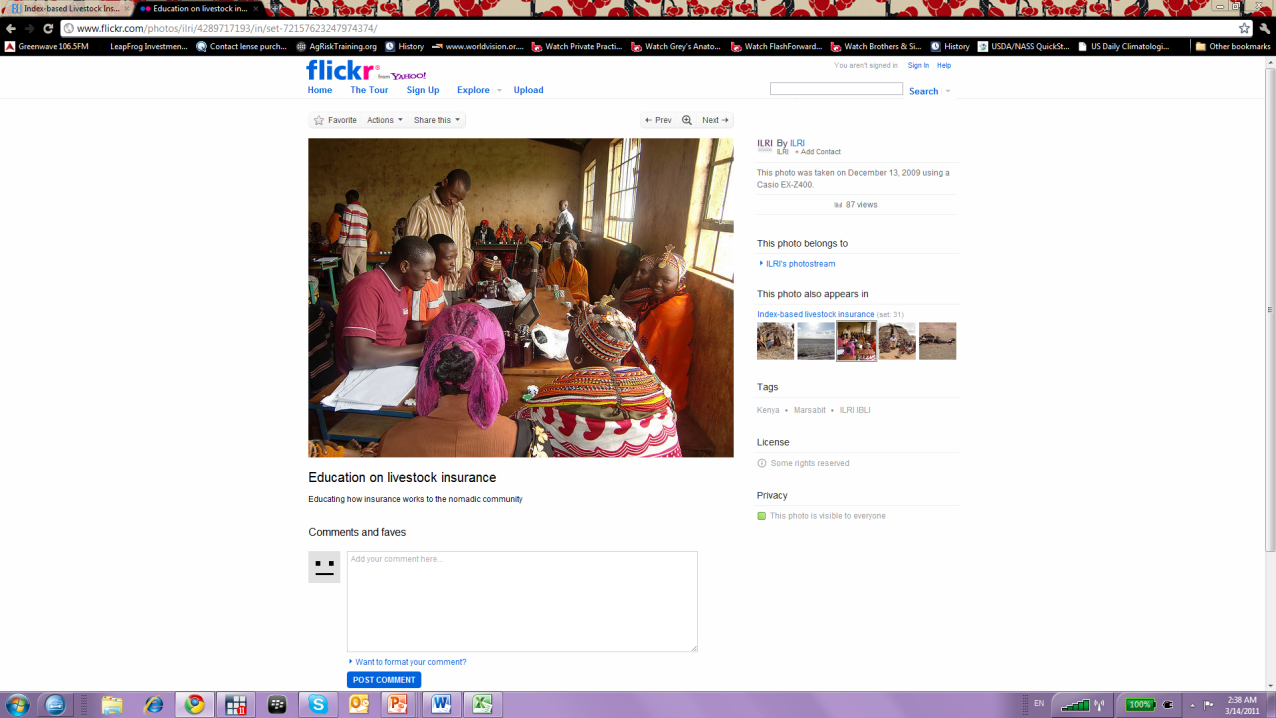 Index-based Livestock Ins...
Education on livestock in...
www.flickr.com/photos/ilri/4289717193/in/set-72157623247974374/
Greenwave 106.5FM
LeapFrog Investmen...
Contact lense purch...
AgRiskTraining.org
History
www.worldvision.or...
Watch Private Practi...
Watch Grey's Anato...
Watch FlashForward...
Watch Brothers & Si...
History
USDA/NASS QuickSt...
US Daily Climatologi...
Other bookmarks
flickr from YAHOO!
You aren't signed in Sign In Help
Home The Tour Sign Up Explore Upload
Search
Favorite Actions Share this
← Prev Next →
ILRI By ILRI
ILRI + Add Contact
This photo was taken on December 13, 2009 using a
Casio EX-Z400.
87 views
This photo belongs to
ILRI's photostream
This photo also appears in
Index-based livestock insurance (set: 31)
Tags
Kenya • Marsabit • ILRI IBLI
License
Some rights reserved
Privacy
This photo is visible to everyone
Education on livestock insurance
Educating how insurance works to the nomadic community
Comments and faves
Add your comment here...
Want to format your comment?
POST COMMENT
EN
100%
2:38 AM
3/14/2011